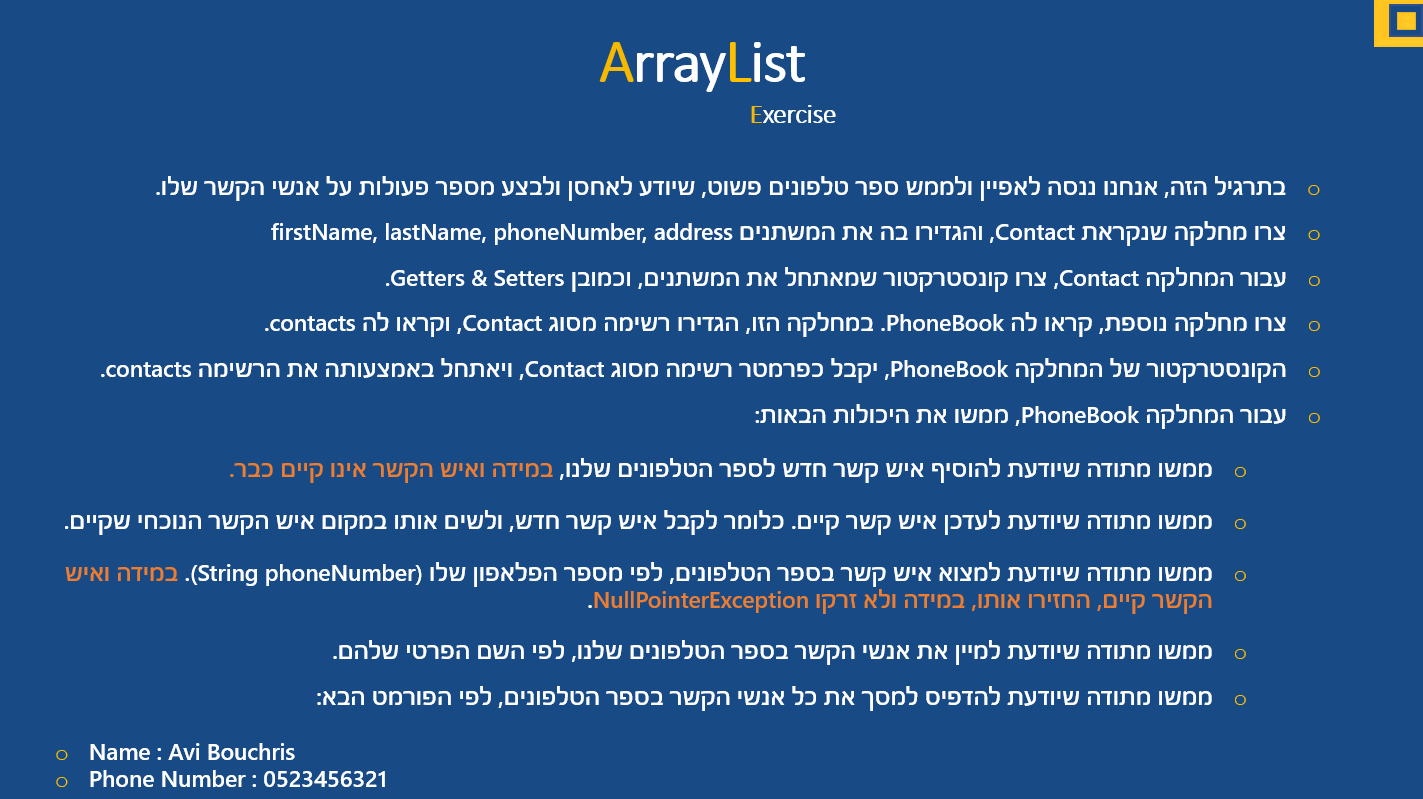 ArrayList
Exercise
בתרגיל הזה, אנחנו ננסה לאפיין ולממש ספר טלפונים פשוט, שיודע לאחסן ולבצע מספר פעולות על אנשי הקשר שלו.
צרו מחלקה שנקראת Contact, והגדירו בה את המשתנים firstName, lastName, phoneNumber, address
עבור המחלקה Contact, צרו קונסטרקטור שמאתחל את המשתנים, וכמובן Getters & Setters.
צרו מחלקה נוספת, קראו לה PhoneBook. במחלקה הזו, הגדירו רשימה מסוג Contact, וקראו לה contacts.
הקונסטרקטור של המחלקה PhoneBook, יקבל כפרמטר רשימה מסוג Contact, ויאתחל באמצעותה את הרשימה contacts.
עבור המחלקה PhoneBook, ממשו את היכולות הבאות:
ממשו מתודה שיודעת להוסיף איש קשר חדש לספר הטלפונים שלנו, במידה ואיש הקשר אינו קיים כבר.
ממשו מתודה שיודעת לעדכן איש קשר קיים. כלומר לקבל איש קשר חדש, ולשים אותו במקום איש הקשר הנוכחי שקיים.
ממשו מתודה שיודעת למצוא איש קשר בספר הטלפונים, לפי מספר הפלאפון שלו (String phoneNumber). במידה ואיש
הקשר קיים, החזירו אותו, במידה ולא זרקו NullPointerException.
ממשו מתודה שיודעת למיין את אנשי הקשר בספר הטלפונים שלנו, לפי השם הפרטי שלהם.
ממשו מתודה שיודעת להדפיס למסך את כל אנשי הקשר בספר הטלפונים, לפי הפורמט הבא:
Name : Avi Bouchris
Phone Number : 0523456321